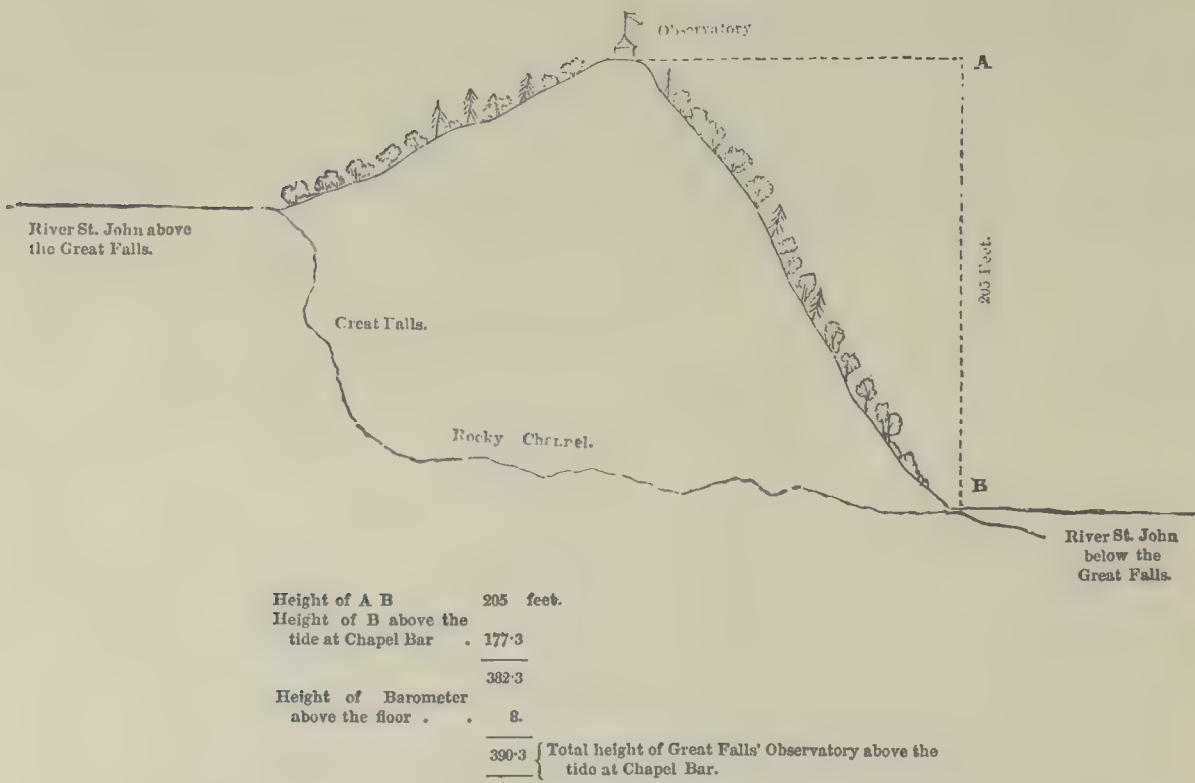 Observatory
A
River St. John above
the Great Falls.
205 Feet.
Great Falls.
Rocky Channel.
B
River St. John
below the
Great Falls.
Height of A B 205 feet.
Height of B above the
tide at Chapel Bar . 177·3
382·3
Height of Barometer
above the floor . . 8.
390·3 { Total height of Great Falls' Observatory above the
tide at Chapel Bar.